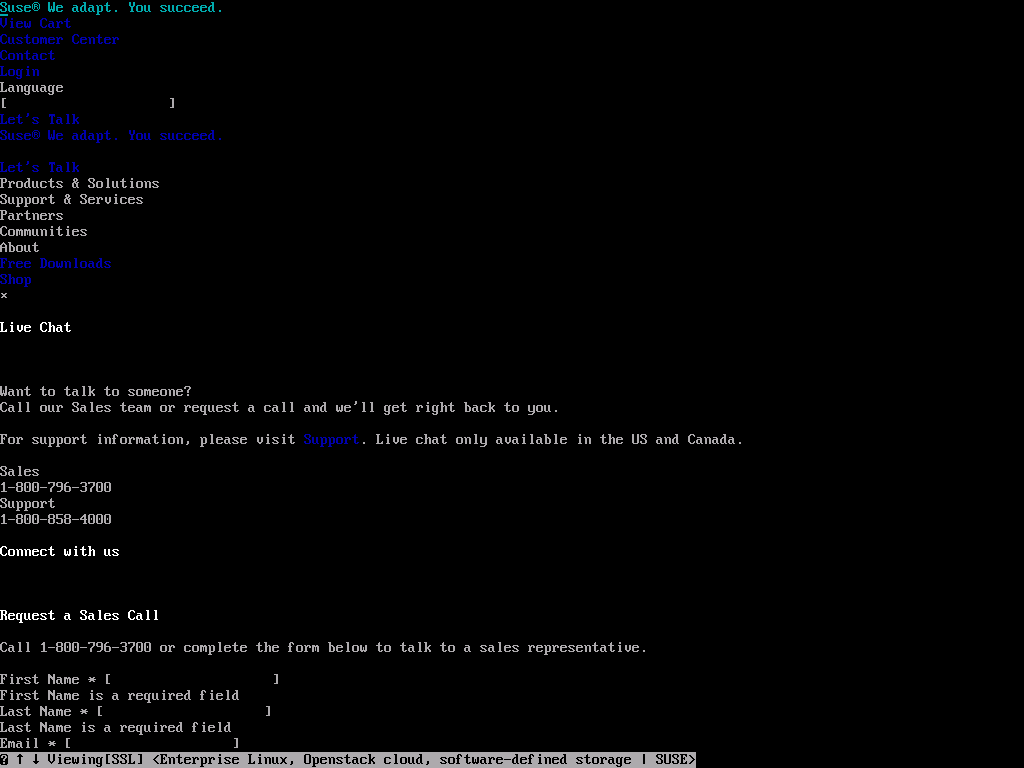 Suse® We adapt. You succeed.
View Cart
Customer Center
Contact
Login
Language
[                    ]
Let's Talk
Suse® We adapt. You succeed.
Let's Talk
Products & Solutions
Support & Services
Partners
Communities
About
Free Downloads
Shop
×
Live Chat
Want to talk to someone?
Call our Sales team or request a call and we'll get right back to you.
For support information, please visit Support. Live chat only available in the US and Canada.
Sales
1-800-796-3700
Support
1-800-858-4000
Connect with us
Request a Sales Call
Call 1-800-796-3700 or complete the form below to talk to a sales representative.
First Name * [                    ]
First Name is a required field
Last Name * [                    ]
Last Name is a required field
Email * [                    ]
? ↑ ↓ Viewing[SSL] <Enterprise Linux, Openstack cloud, software-defined storage | SUSE>